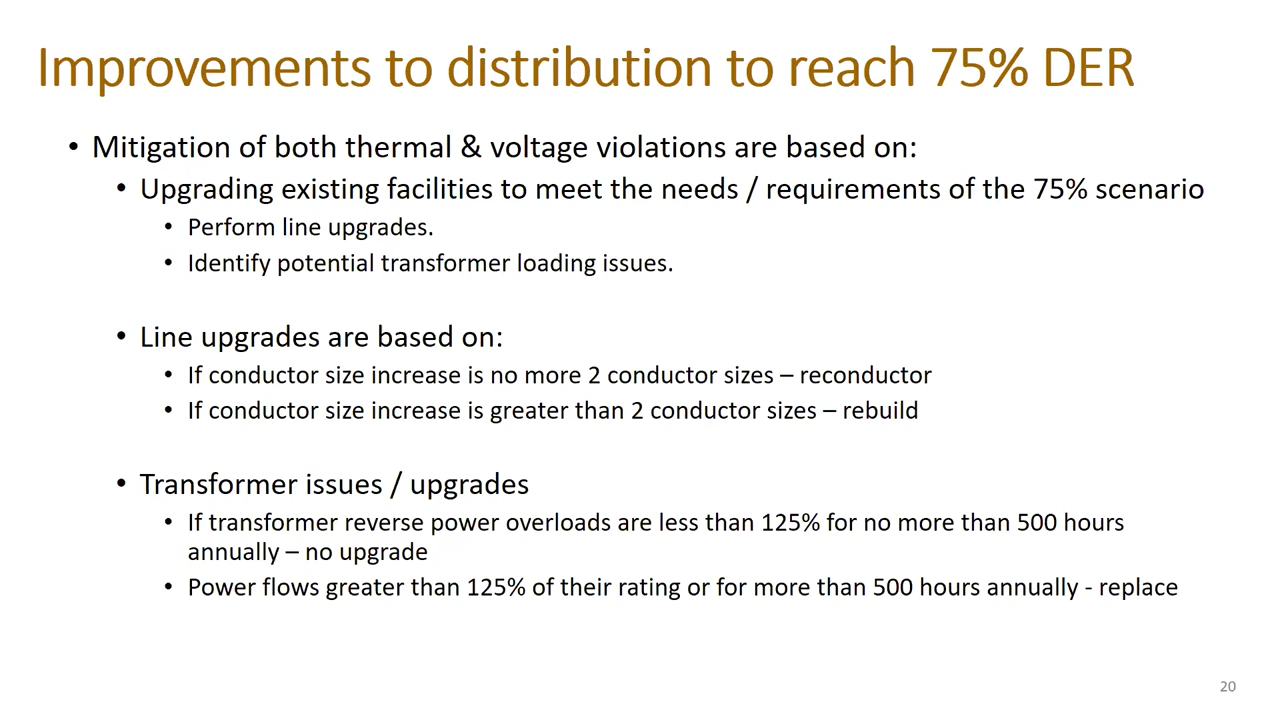 Improvements to distribution to reach 75% DER
• Mitigation of both thermal & voltage violations are based on:
• Upgrading existing facilities to meet the needs / requirements of the 75% scenario
• Perform line upgrades.
• Identify potential transformer loading issues.
• Line upgrades are based on:
• If conductor size increase is no more 2 conductor sizes – reconductor
• If conductor size increase is greater than 2 conductor sizes – rebuild
• Transformer issues / upgrades
• If transformer reverse power overloads are less than 125% for no more than 500 hours
annually – no upgrade
• Power flows greater than 125% of their rating or for more than 500 hours annually - replace
20